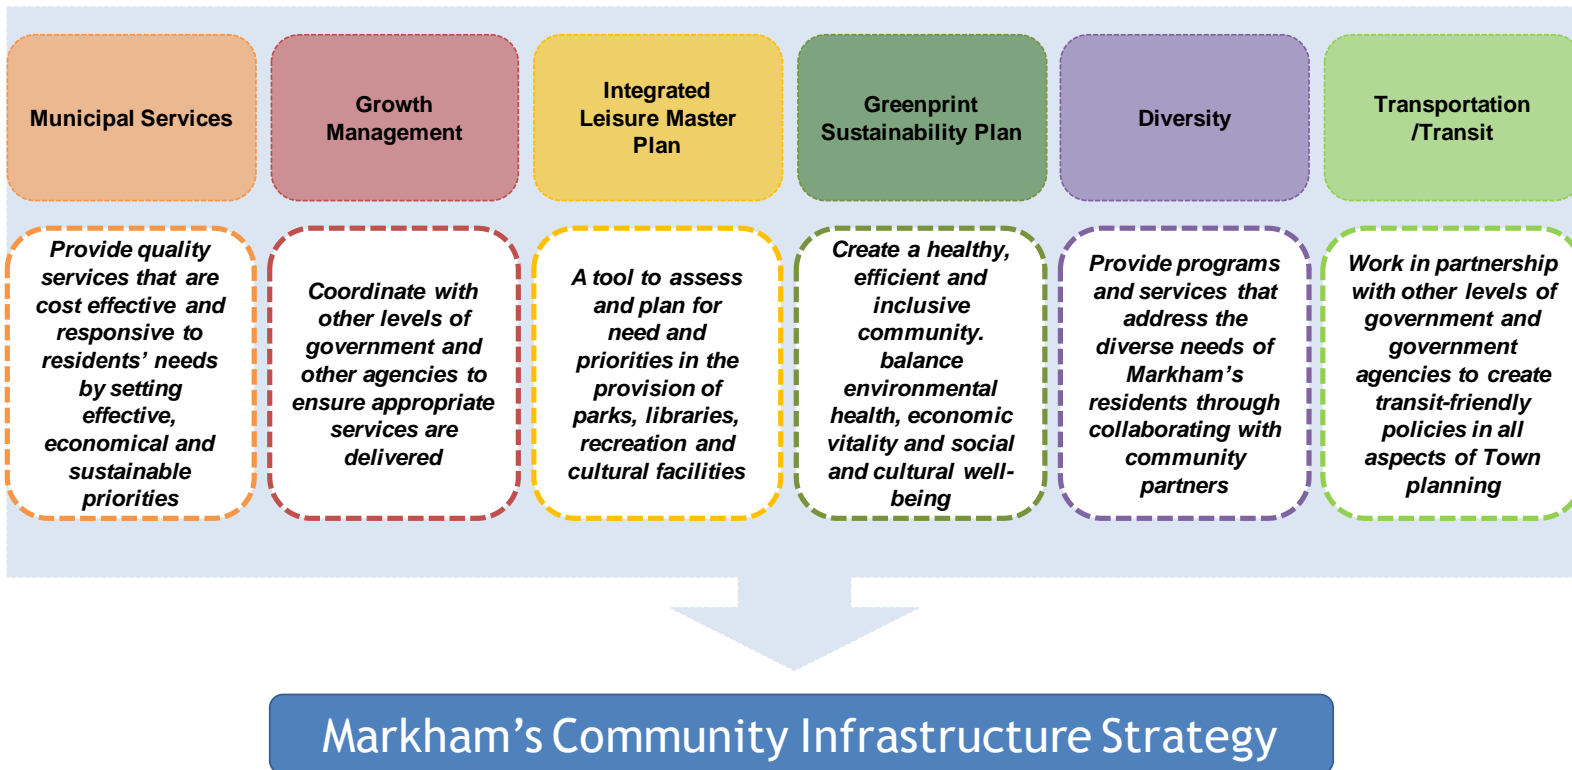 Municipal Services
Growth
Management
Integrated
Leisure Master
Plan
Greenprint
Sustainability Plan
Diversity
Transportation
/Transit
Provide quality
services that are
cost effective and
responsive to
residents’ needs
by setting
effective,
economical and
sustainable
priorities
Coordinate with
other levels of
government and
other agencies to
ensure appropriate
services are
delivered
A tool to assess
and plan for
need and
priorities in the
provision of
parks, libraries,
recreation and
cultural facilities
Create a healthy,
efficient and
inclusive
community.
balance
environmental
health, economic
vitality and social
and cultural well-
being
Provide programs
and services that
address the
diverse needs of
Markham’s
residents through
collaborating with
community
partners
Work in partnership
with other levels of
government and
government
agencies to create
transit-friendly
policies in all
aspects of Town
planning
Markham’s Community Infrastructure Strategy